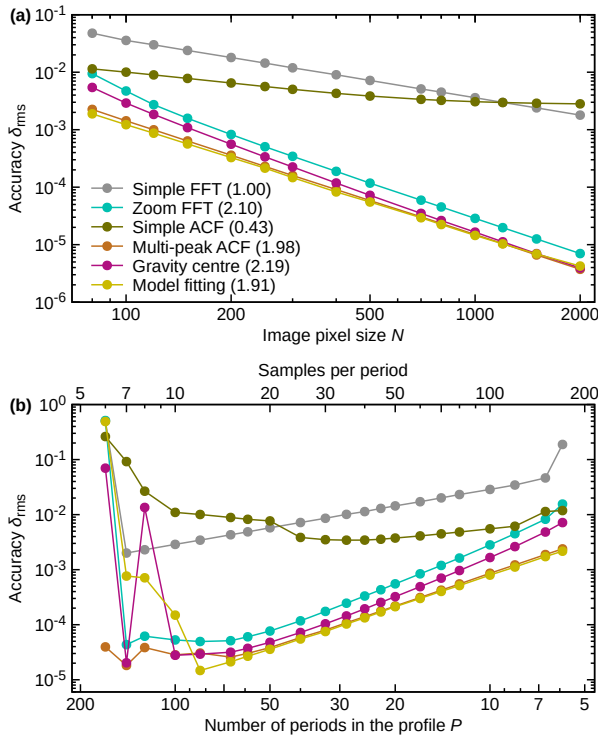 (a)
10-1
10-2
10-3
10-4
10-5
10-6
Accuracy δrms
Simple FFT (1.00)
Zoom FFT (2.10)
Simple ACF (0.43)
Multi-peak ACF (1.98)
Gravity centre (2.19)
Model fitting (1.91)
100 200 500 1000 2000
Image pixel size N
Samples per period
5 6 7 10 20 50 100 200
(b)
100
10-1
10-2
10-3
10-4
10-5
Accuracy δrms
200 100 50 30 20 10 7 5
Number of periods in the profile P